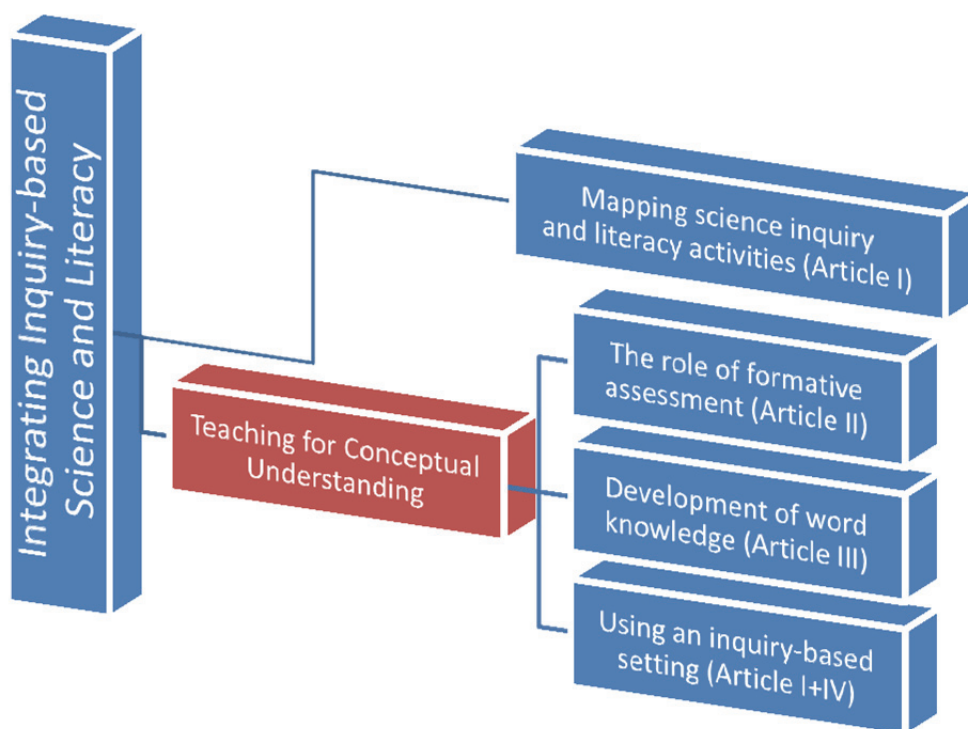 Integrating Inquiry-based
Science and Literacy
Mapping science inquiry
and literacy activities (Article I)
Teaching for Conceptual
Understanding
The role of formative
assessment (Article II)
Development of word
knowledge (Article III)
Using an inquiry-based
setting (Article I+IV)